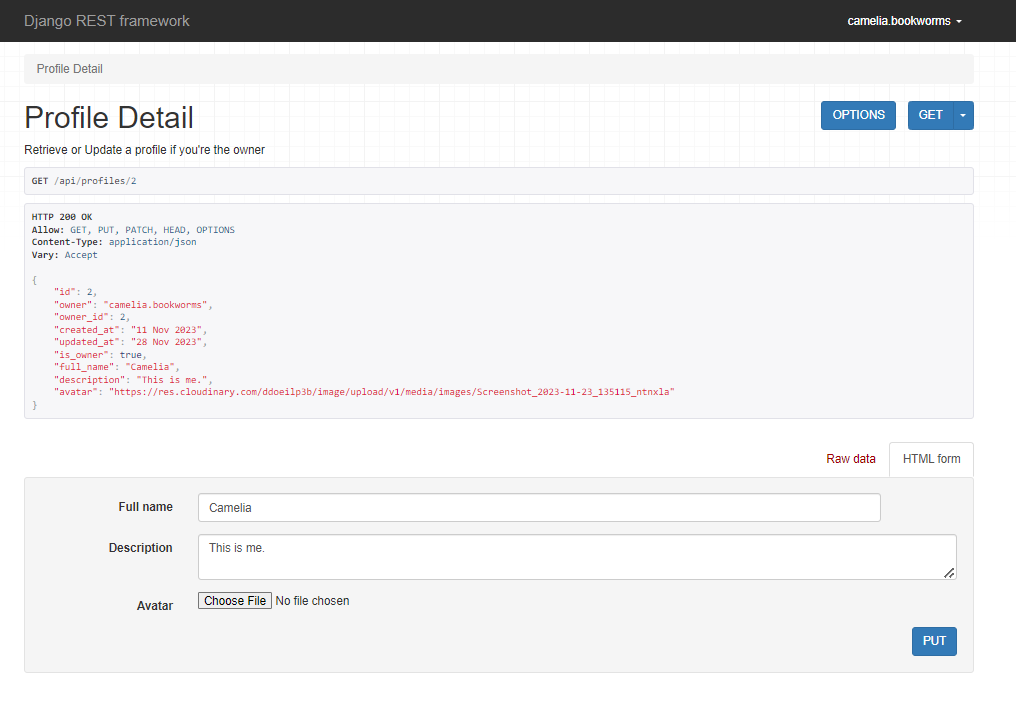 Django REST framework
camelia.bookworms
Profile Detail
Profile Detail
OPTIONS
GET
Retrieve or Update a profile if you're the owner
GET /api/profiles/2
HTTP 200 OK
Allow: GET, PUT, PATCH, HEAD, OPTIONS
Content-Type: application/json
Vary: Accept
{
    "id": 2,
    "owner": "camelia.bookworms",
    "owner_id": 2,
    "created_at": "11 Nov 2023",
    "updated_at": "28 Nov 2023",
    "is_owner": true,
    "full_name": "Camelia",
    "description": "This is me.",
    "avatar": "https://res.cloudinary.com/ddoeilp3b/image/upload/v1/media/images/Screenshot_2023-11-23_135115_ntnxla"
}
Raw data
HTML form
Full name
Camelia
Description
This is me.
Avatar
Choose File No file chosen
PUT